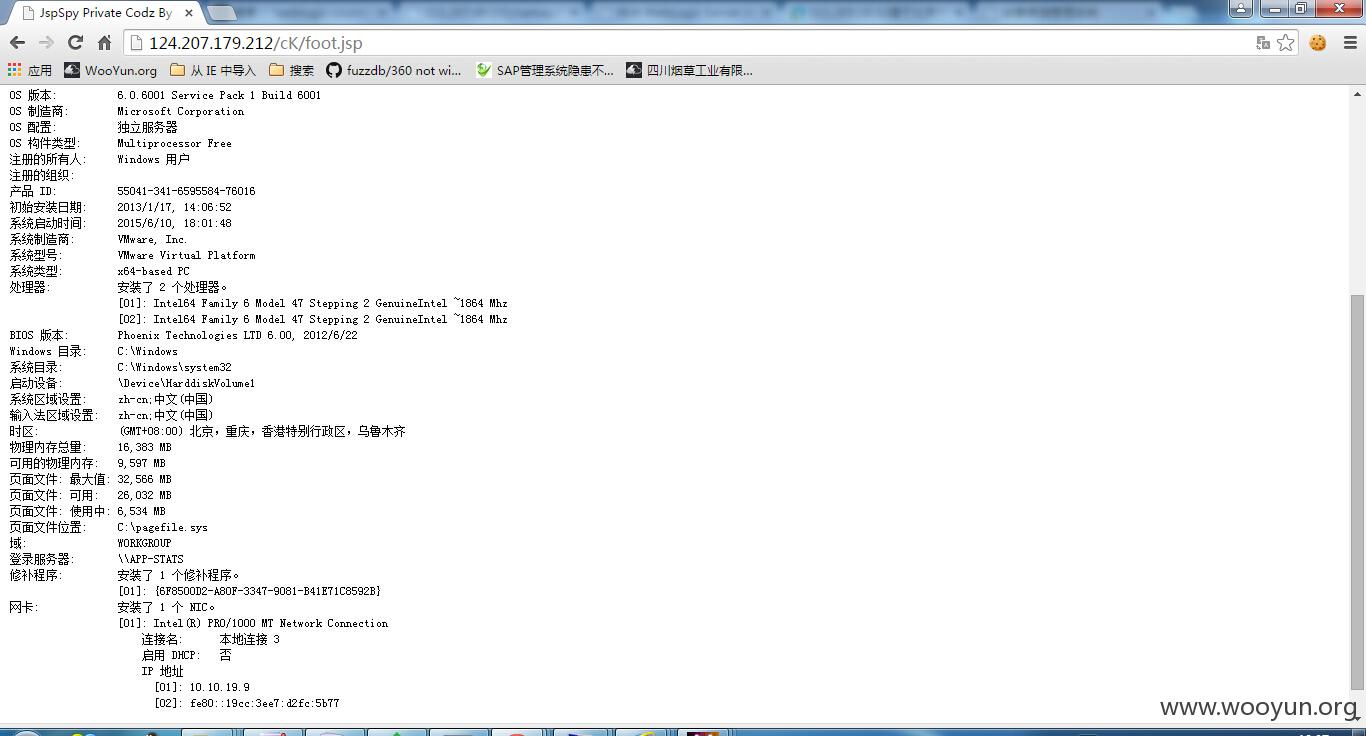 JspSpy Private Codz By
124.207.179.212/cK/foot.jsp
应用 WooYun.org 从 IE 中导入 搜索 fuzzdb/360 not wi... SAP管理系统隐患不... 四川烟草工业有限...
OS 版本: 6.0.6001 Service Pack 1 Build 6001
OS 制造商: Microsoft Corporation
OS 配置: 独立服务器
OS 构件类型: Multiprocessor Free
注册的所有人: Windows 用户
注册的组织:
产品 ID: 55041-341-6595584-76016
初始安装日期: 2013/1/17, 14:06:52
系统启动时间: 2015/6/10, 18:01:48
系统制造商: VMware, Inc.
系统型号: VMware Virtual Platform
系统类型: x64-based PC
处理器: 安装了 2 个处理器。
[01]: Intel64 Family 6 Model 47 Stepping 2 GenuineIntel ~1864 Mhz
[02]: Intel64 Family 6 Model 47 Stepping 2 GenuineIntel ~1864 Mhz
BIOS 版本: Phoenix Technologies LTD 6.00, 2012/6/22
Windows 目录: C:\Windows
系统目录: C:\Windows\system32
启动设备: \Device\HarddiskVolume1
系统区域设置: zh-cn;中文(中国)
输入法区域设置: zh-cn;中文(中国)
时区: (GMT+08:00) 北京，重庆，香港特别行政区，乌鲁木齐
物理内存总量: 16,383 MB
可用的物理内存: 9,597 MB
页面文件: 最大值: 32,566 MB
页面文件: 可用: 26,032 MB
页面文件: 使用中: 6,534 MB
页面文件位置: C:\pagefile.sys
域: WORKGROUP
登录服务器: \\APP-STATS
修补程序: 安装了 1 个修补程序。
[01]: {6F8500D2-A80F-3347-9081-B41E71C8592B}
网卡: 安装了 1 个 NIC。
[01]: Intel(R) PRO/1000 MT Network Connection
连接名: 本地连接 3
启用 DHCP: 否
IP 地址
[01]: 10.10.19.9
[02]: fe80::19cc:3ee7:d2fc:5b77
www.wooyun.org